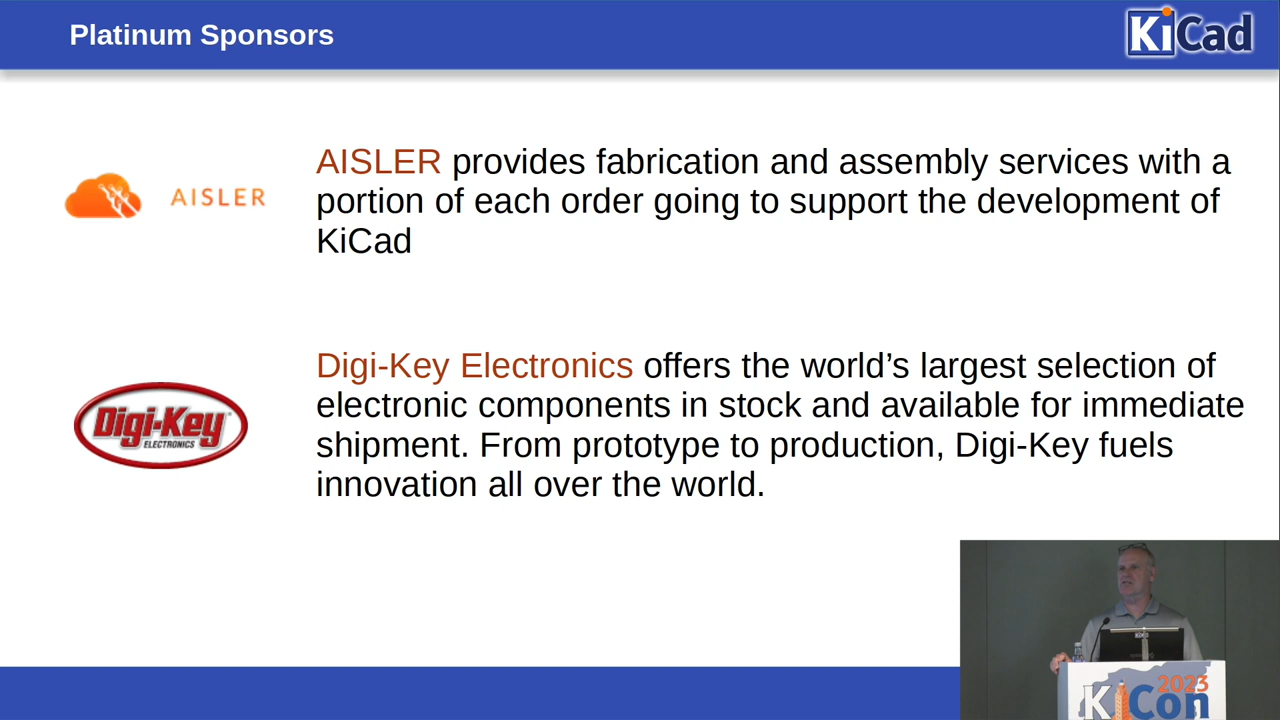 Platinum Sponsors
KiCad
AISLER
AISLER provides fabrication and assembly services with a
portion of each order going to support the development of
KiCad
Digi-Key
ELECTRONICS
Digi-Key Electronics offers the world’s largest selection of
electronic components in stock and available for immediate
shipment. From prototype to production, Digi-Key fuels
innovation all over the world.
KiCad
2023
KiCon